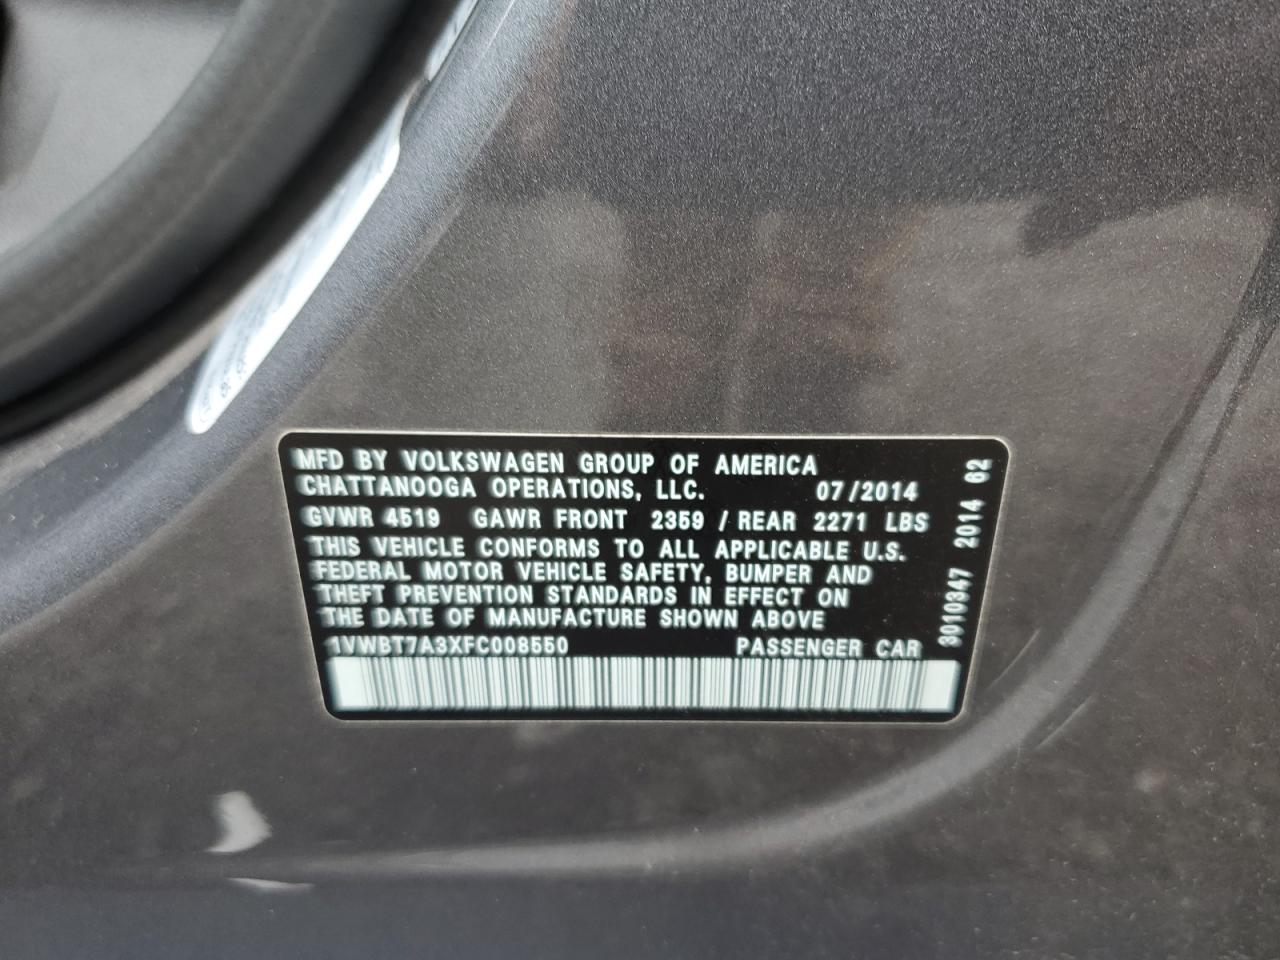 MFD BY VOLKSWAGEN GROUP OF AMERICA
CHATTANOOGA OPERATIONS, LLC. 07/2014
GVWR 4519 GAWR FRONT 2359 / REAR 2271 LBS
THIS VEHICLE CONFORMS TO ALL APPLICABLE U.S.
FEDERAL MOTOR VEHICLE SAFETY, BUMPER AND
THEFT PREVENTION STANDARDS IN EFFECT ON
THE DATE OF MANUFACTURE SHOWN ABOVE
1VWBT7A3XFC008550 PASSENGER CAR
3010347 2014 62